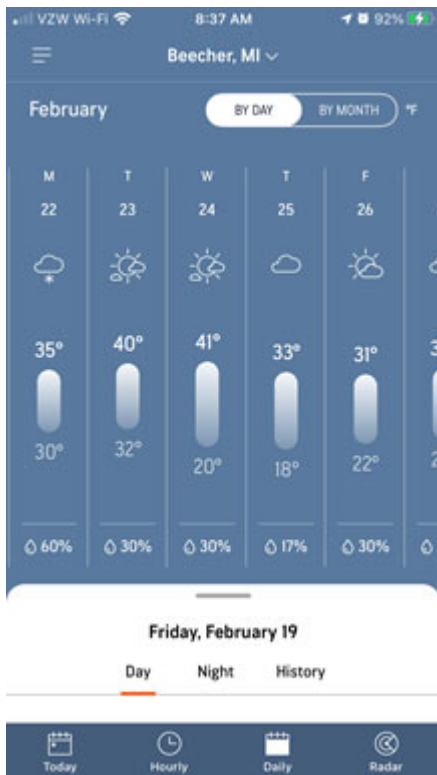 VZW Wi-Fi 8:37 AM 92%
Beecher, MI
February BY DAY BY MONTH °F
M T W T F
22 23 24 25 26
35° 40° 41° 33° 31°
30° 32° 20° 18° 22°
60% 30% 30% 17% 30%
Friday, February 19
Day Night History
Today Hourly Daily Radar